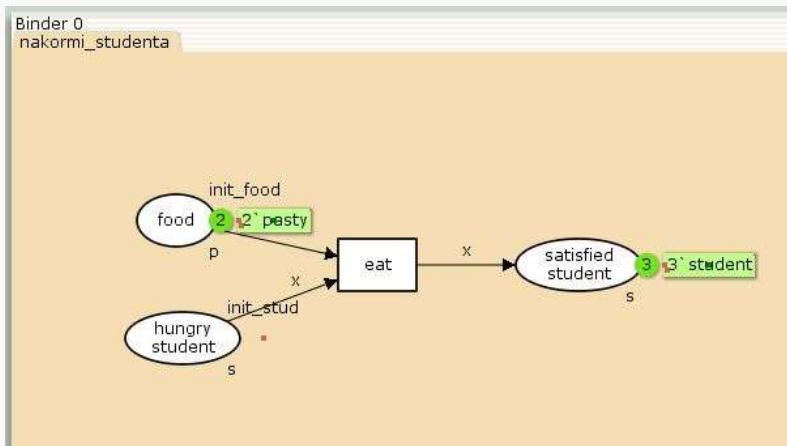 Binder 0
nakormi_studenta
init_food
food
2
2`pasty
p
eat
x
satisfied
student
3
3`student
s
x
init_stud
hungry
student
s